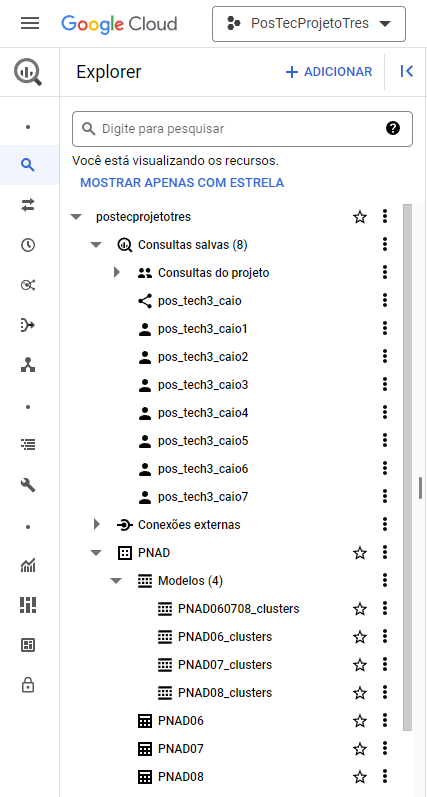 Google Cloud
PosTecProjetoTres
Explorer
ADICIONAR
Digite para pesquisar
Você está visualizando os recursos.
MOSTRAR APENAS COM ESTRELA
postecprojetotres
Consultas salvas (8)
Consultas do projeto
pos_tech3_caio
pos_tech3_caio1
pos_tech3_caio2
pos_tech3_caio3
pos_tech3_caio4
pos_tech3_caio5
pos_tech3_caio6
pos_tech3_caio7
Conexões externas
PNAD
Modelos (4)
PNAD060708_clusters
PNAD06_clusters
PNAD07_clusters
PNAD08_clusters
PNAD06
PNAD07
PNAD08